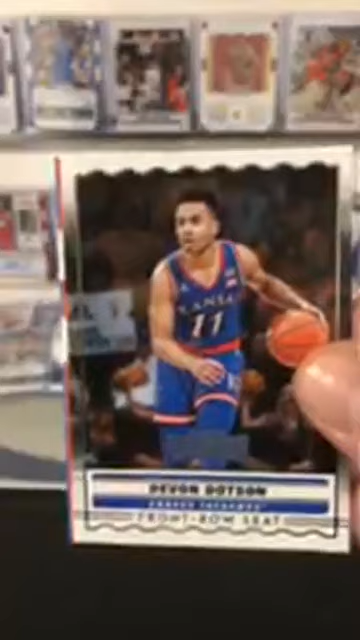 KANSAS
11
DEVON DOTSON
KANSAS JAYHAWKS
FRONT-ROW SEAT